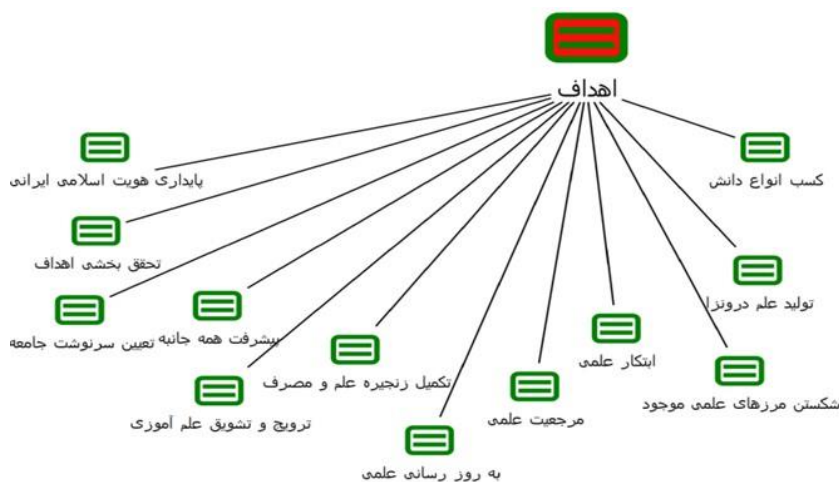 اهداف
کسب انواع دانش
پایداری هویت اسلامی ایرانی
تحقق بخشی اهداف
تولید علم درونزا
پیشرفت همه جانبه
تعیین سرنوشت جامعه
ابتکار علمی
تکمیل زنجیره علم و مصرف
شکستن مرزهای علمی موجود
مرجعیت علمی
ترویج و تشویق علم آموزی
به روز رسانی علمی